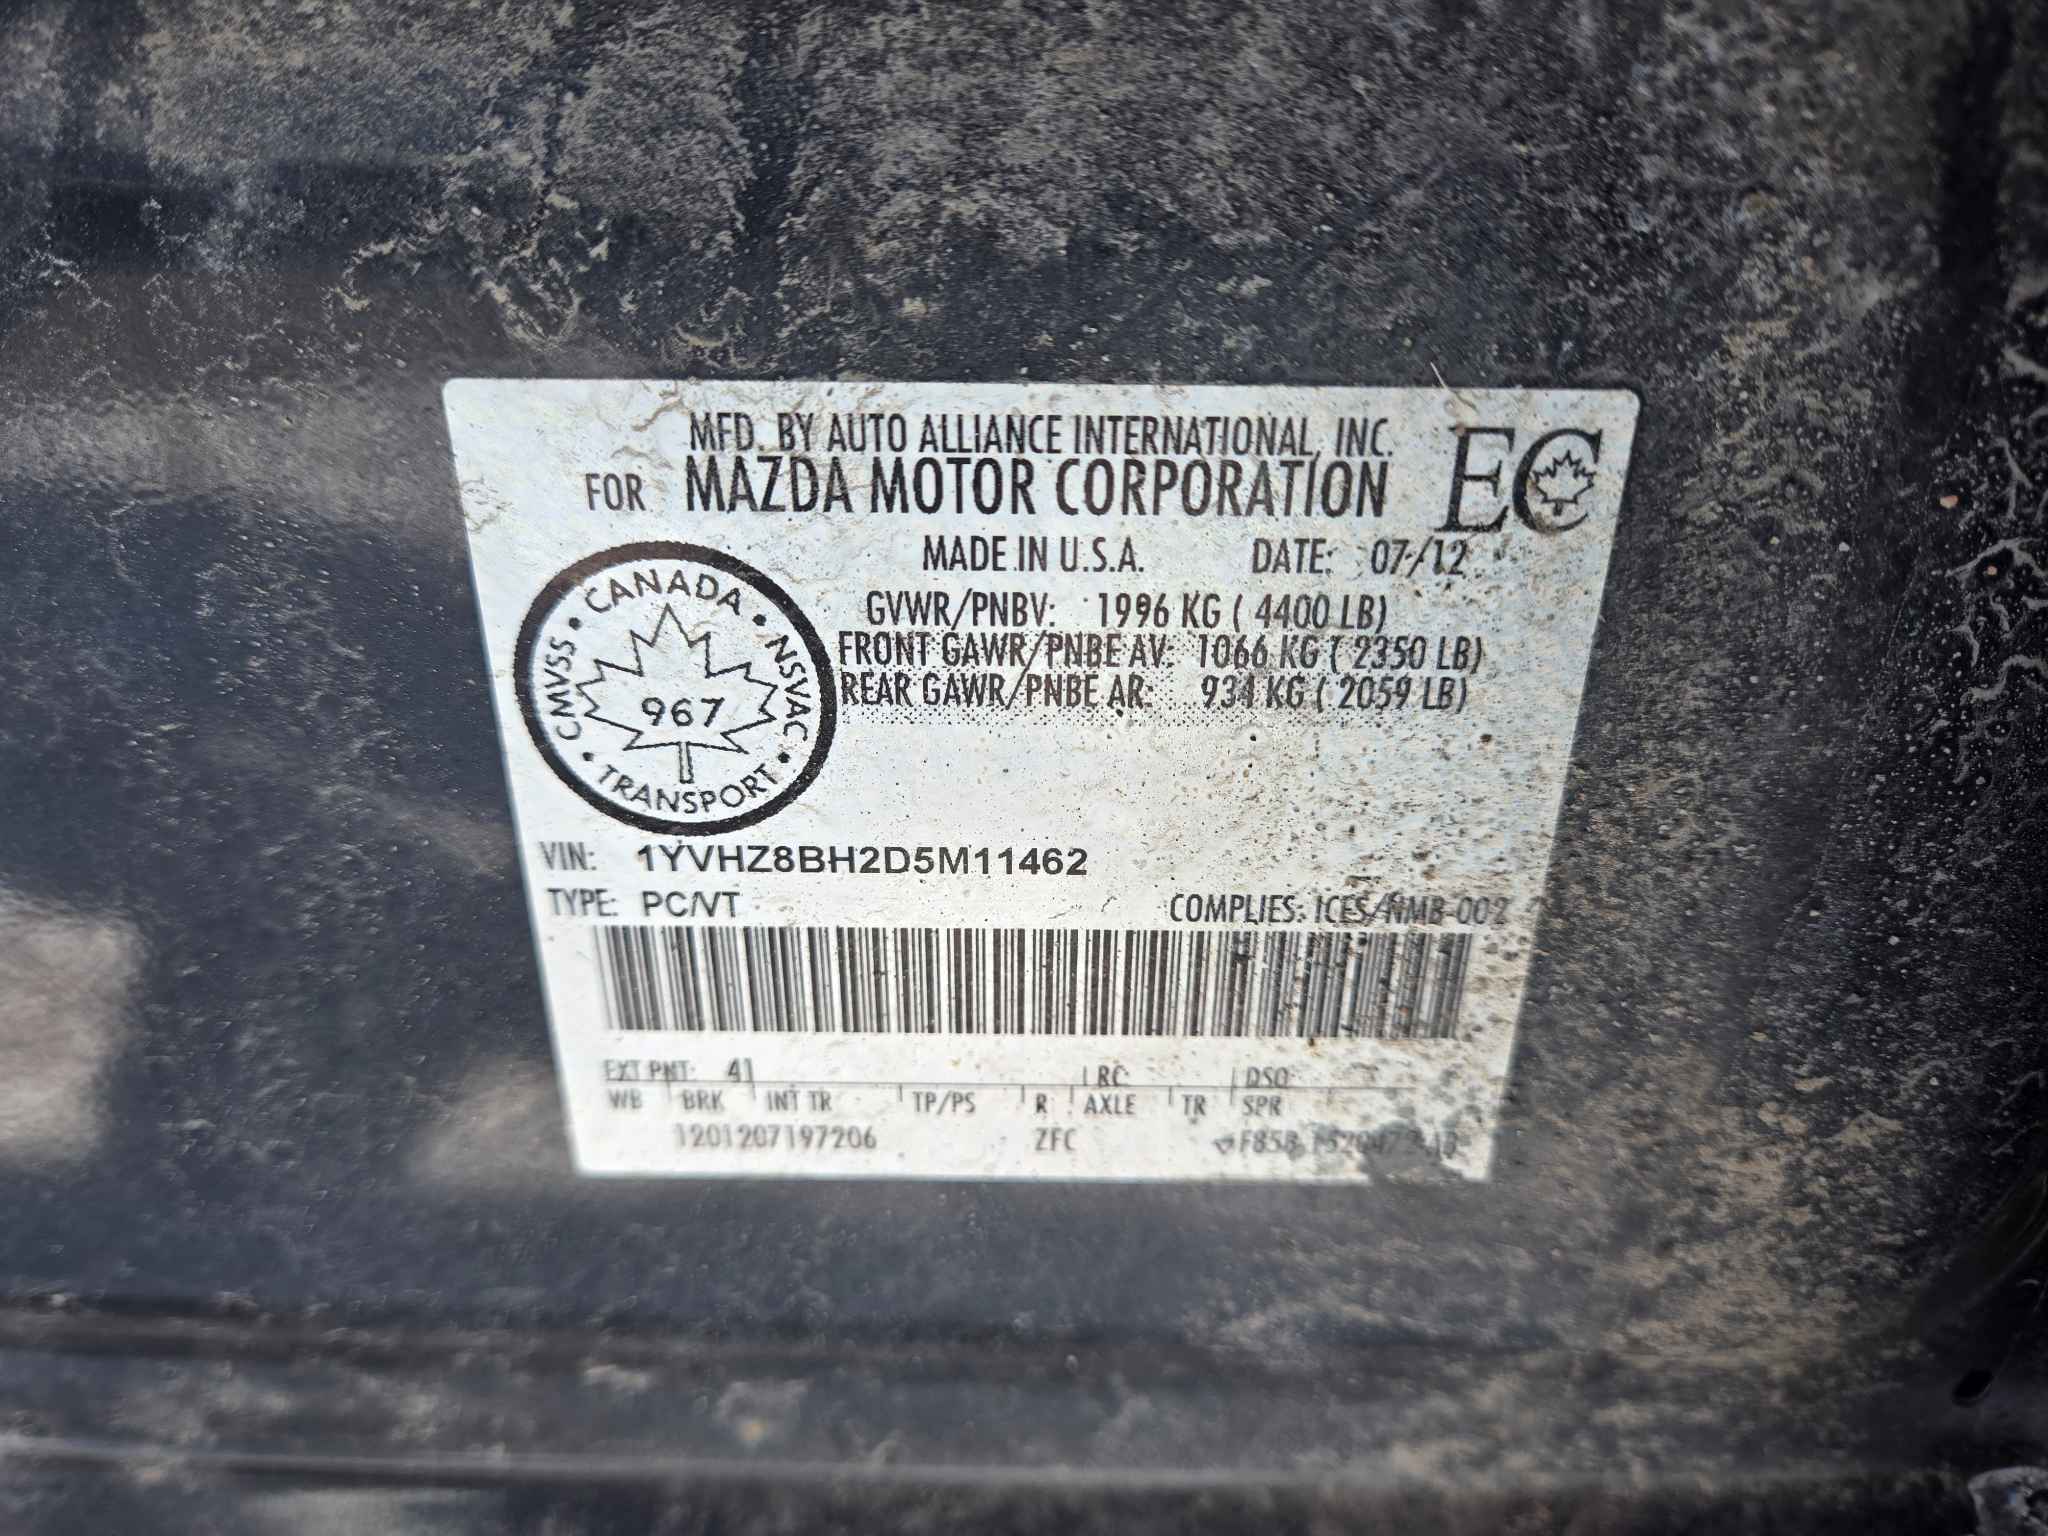 MFD. BY AUTO ALLIANCE INTERNATIONAL, INC.
FOR MAZDA MOTOR CORPORATION
EC
MADE IN U.S.A. DATE: 07/12
GVWR/PNBV: 1996 KG ( 4400 LB)
FRONT GAWR/PNBE AV: 1066 KG ( 2350 LB)
REAR GAWR/PNBE AR: 934 KG ( 2059 LB)
CANADA · NSVAC · TRANSPORT · CMVSS ·
967
VIN: 1YVHZ8BH2D5M11462
TYPE: PC/VT
COMPLIES: ICES/NMB-002
EXT PNT: 41 RC: DSO:
WB BRK INT TR TP/PS R AXLE TR SPR
1201207197206 ZFC